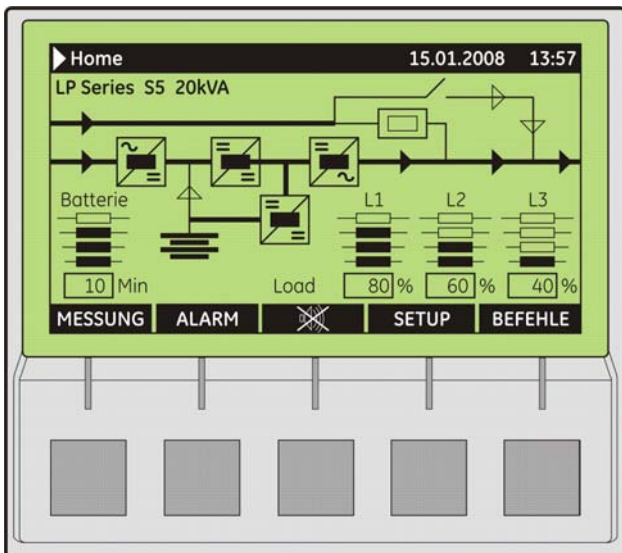 Home 15.01.2008 13:57
LP Series S5 20kVA
Batterie L1 L2 L3
10 Min Load 80 % 60 % 40 %
MESSUNG ALARM SETUP BEFEHLE